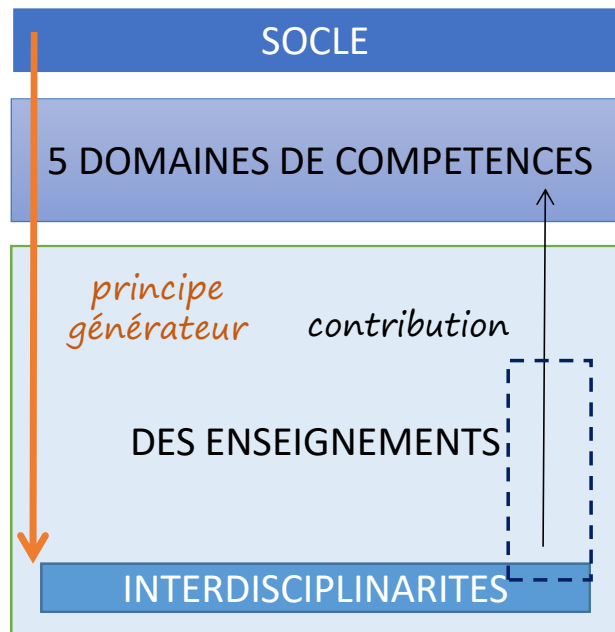 SOCLE
5 DOMAINES DE COMPETENCES
principe
générateur
contribution
DES ENSEIGNEMENTS
INTERDISCIPLINARITES